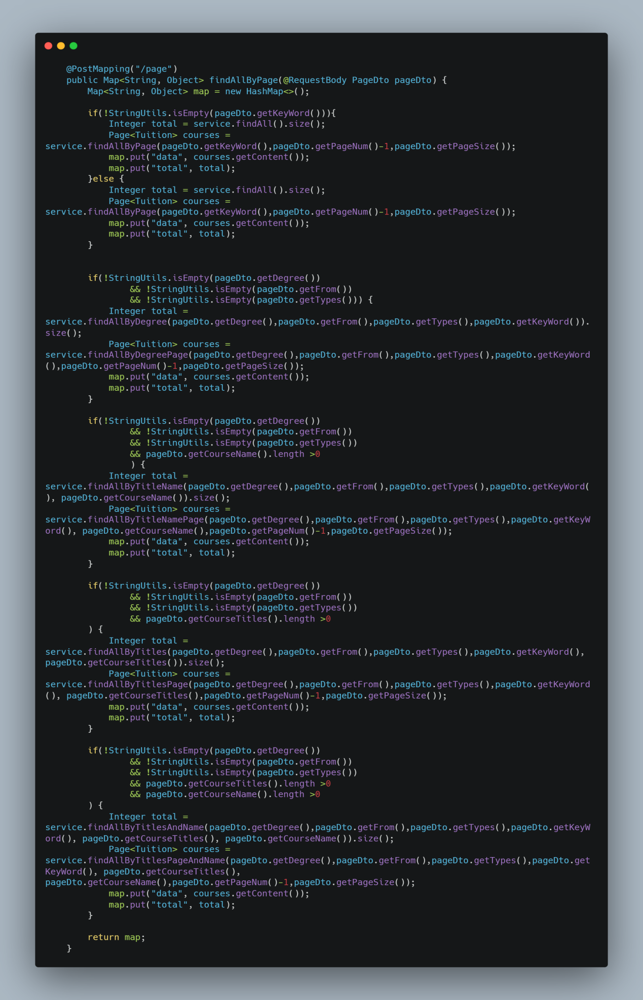 @PostMapping("/page")
public Map<String, Object> findAllByPage(@RequestBody PageDto pageDto) {
Map<String, Object> map = new HashMap<>();
if(!StringUtils.isEmpty(pageDto.getKeyWord())){
Integer total = service.findAll().size();
Page<Tuition> courses =
service.findAllByPage(pageDto.getKeyWord(),pageDto.getPageNum()-1,pageDto.getPageSize());
map.put("data", courses.getContent());
map.put("total", total);
}else {
Integer total = service.findAll().size();
Page<Tuition> courses =
service.findAllByPage(pageDto.getKeyWord(),pageDto.getPageNum()-1,pageDto.getPageSize());
map.put("data", courses.getContent());
map.put("total", total);
}
if(!StringUtils.isEmpty(pageDto.getDegree())
&& !StringUtils.isEmpty(pageDto.getFrom())
&& !StringUtils.isEmpty(pageDto.getTypes())) {
Integer total =
service.findAllByDegree(pageDto.getDegree(),pageDto.getFrom(),pageDto.getTypes(),pageDto.getKeyWord()).
size();
Page<Tuition> courses =
service.findAllByDegreePage(pageDto.getDegree(),pageDto.getFrom(),pageDto.getTypes(),pageDto.getKeyWord
(),pageDto.getPageNum()-1,pageDto.getPageSize());
map.put("data", courses.getContent());
map.put("total", total);
}
if(!StringUtils.isEmpty(pageDto.getDegree())
&& !StringUtils.isEmpty(pageDto.getFrom())
&& !StringUtils.isEmpty(pageDto.getTypes())
&& pageDto.getCourseName().length >0
) {
Integer total =
service.findAllByTitleName(pageDto.getDegree(),pageDto.getFrom(),pageDto.getTypes(),pageDto.getKeyWord(
), pageDto.getCourseName()).size();
Page<Tuition> courses =
service.findAllByTitleNamePage(pageDto.getDegree(),pageDto.getFrom(),pageDto.getTypes(),pageDto.getKeyW
ord(), pageDto.getCourseName(),pageDto.getPageNum()-1,pageDto.getPageSize());
map.put("data", courses.getContent());
map.put("total", total);
}
if(!StringUtils.isEmpty(pageDto.getDegree())
&& !StringUtils.isEmpty(pageDto.getFrom())
&& !StringUtils.isEmpty(pageDto.getTypes())
&& pageDto.getCourseTitles().length >0
) {
Integer total =
service.findAllByTitles(pageDto.getDegree(),pageDto.getFrom(),pageDto.getTypes(),pageDto.getKeyWord(),
pageDto.getCourseTitles()).size();
Page<Tuition> courses =
service.findAllByTitlesPage(pageDto.getDegree(),pageDto.getFrom(),pageDto.getTypes(),pageDto.getKeyWord
(), pageDto.getCourseTitles(),pageDto.getPageNum()-1,pageDto.getPageSize());
map.put("data", courses.getContent());
map.put("total", total);
}
if(!StringUtils.isEmpty(pageDto.getDegree())
&& !StringUtils.isEmpty(pageDto.getFrom())
&& !StringUtils.isEmpty(pageDto.getTypes())
&& pageDto.getCourseTitles().length >0
&& pageDto.getCourseName().length >0
) {
Integer total =
service.findAllByTitlesAndName(pageDto.getDegree(),pageDto.getFrom(),pageDto.getTypes(),pageDto.getKeyW
ord(), pageDto.getCourseTitles(), pageDto.getCourseName()).size();
Page<Tuition> courses =
service.findAllByTitlesPageAndName(pageDto.getDegree(),pageDto.getFrom(),pageDto.getTypes(),pageDto.get
KeyWord(), pageDto.getCourseTitles(),
pageDto.getCourseName(),pageDto.getPageNum()-1,pageDto.getPageSize());
map.put("data", courses.getContent());
map.put("total", total);
}
return map;
}